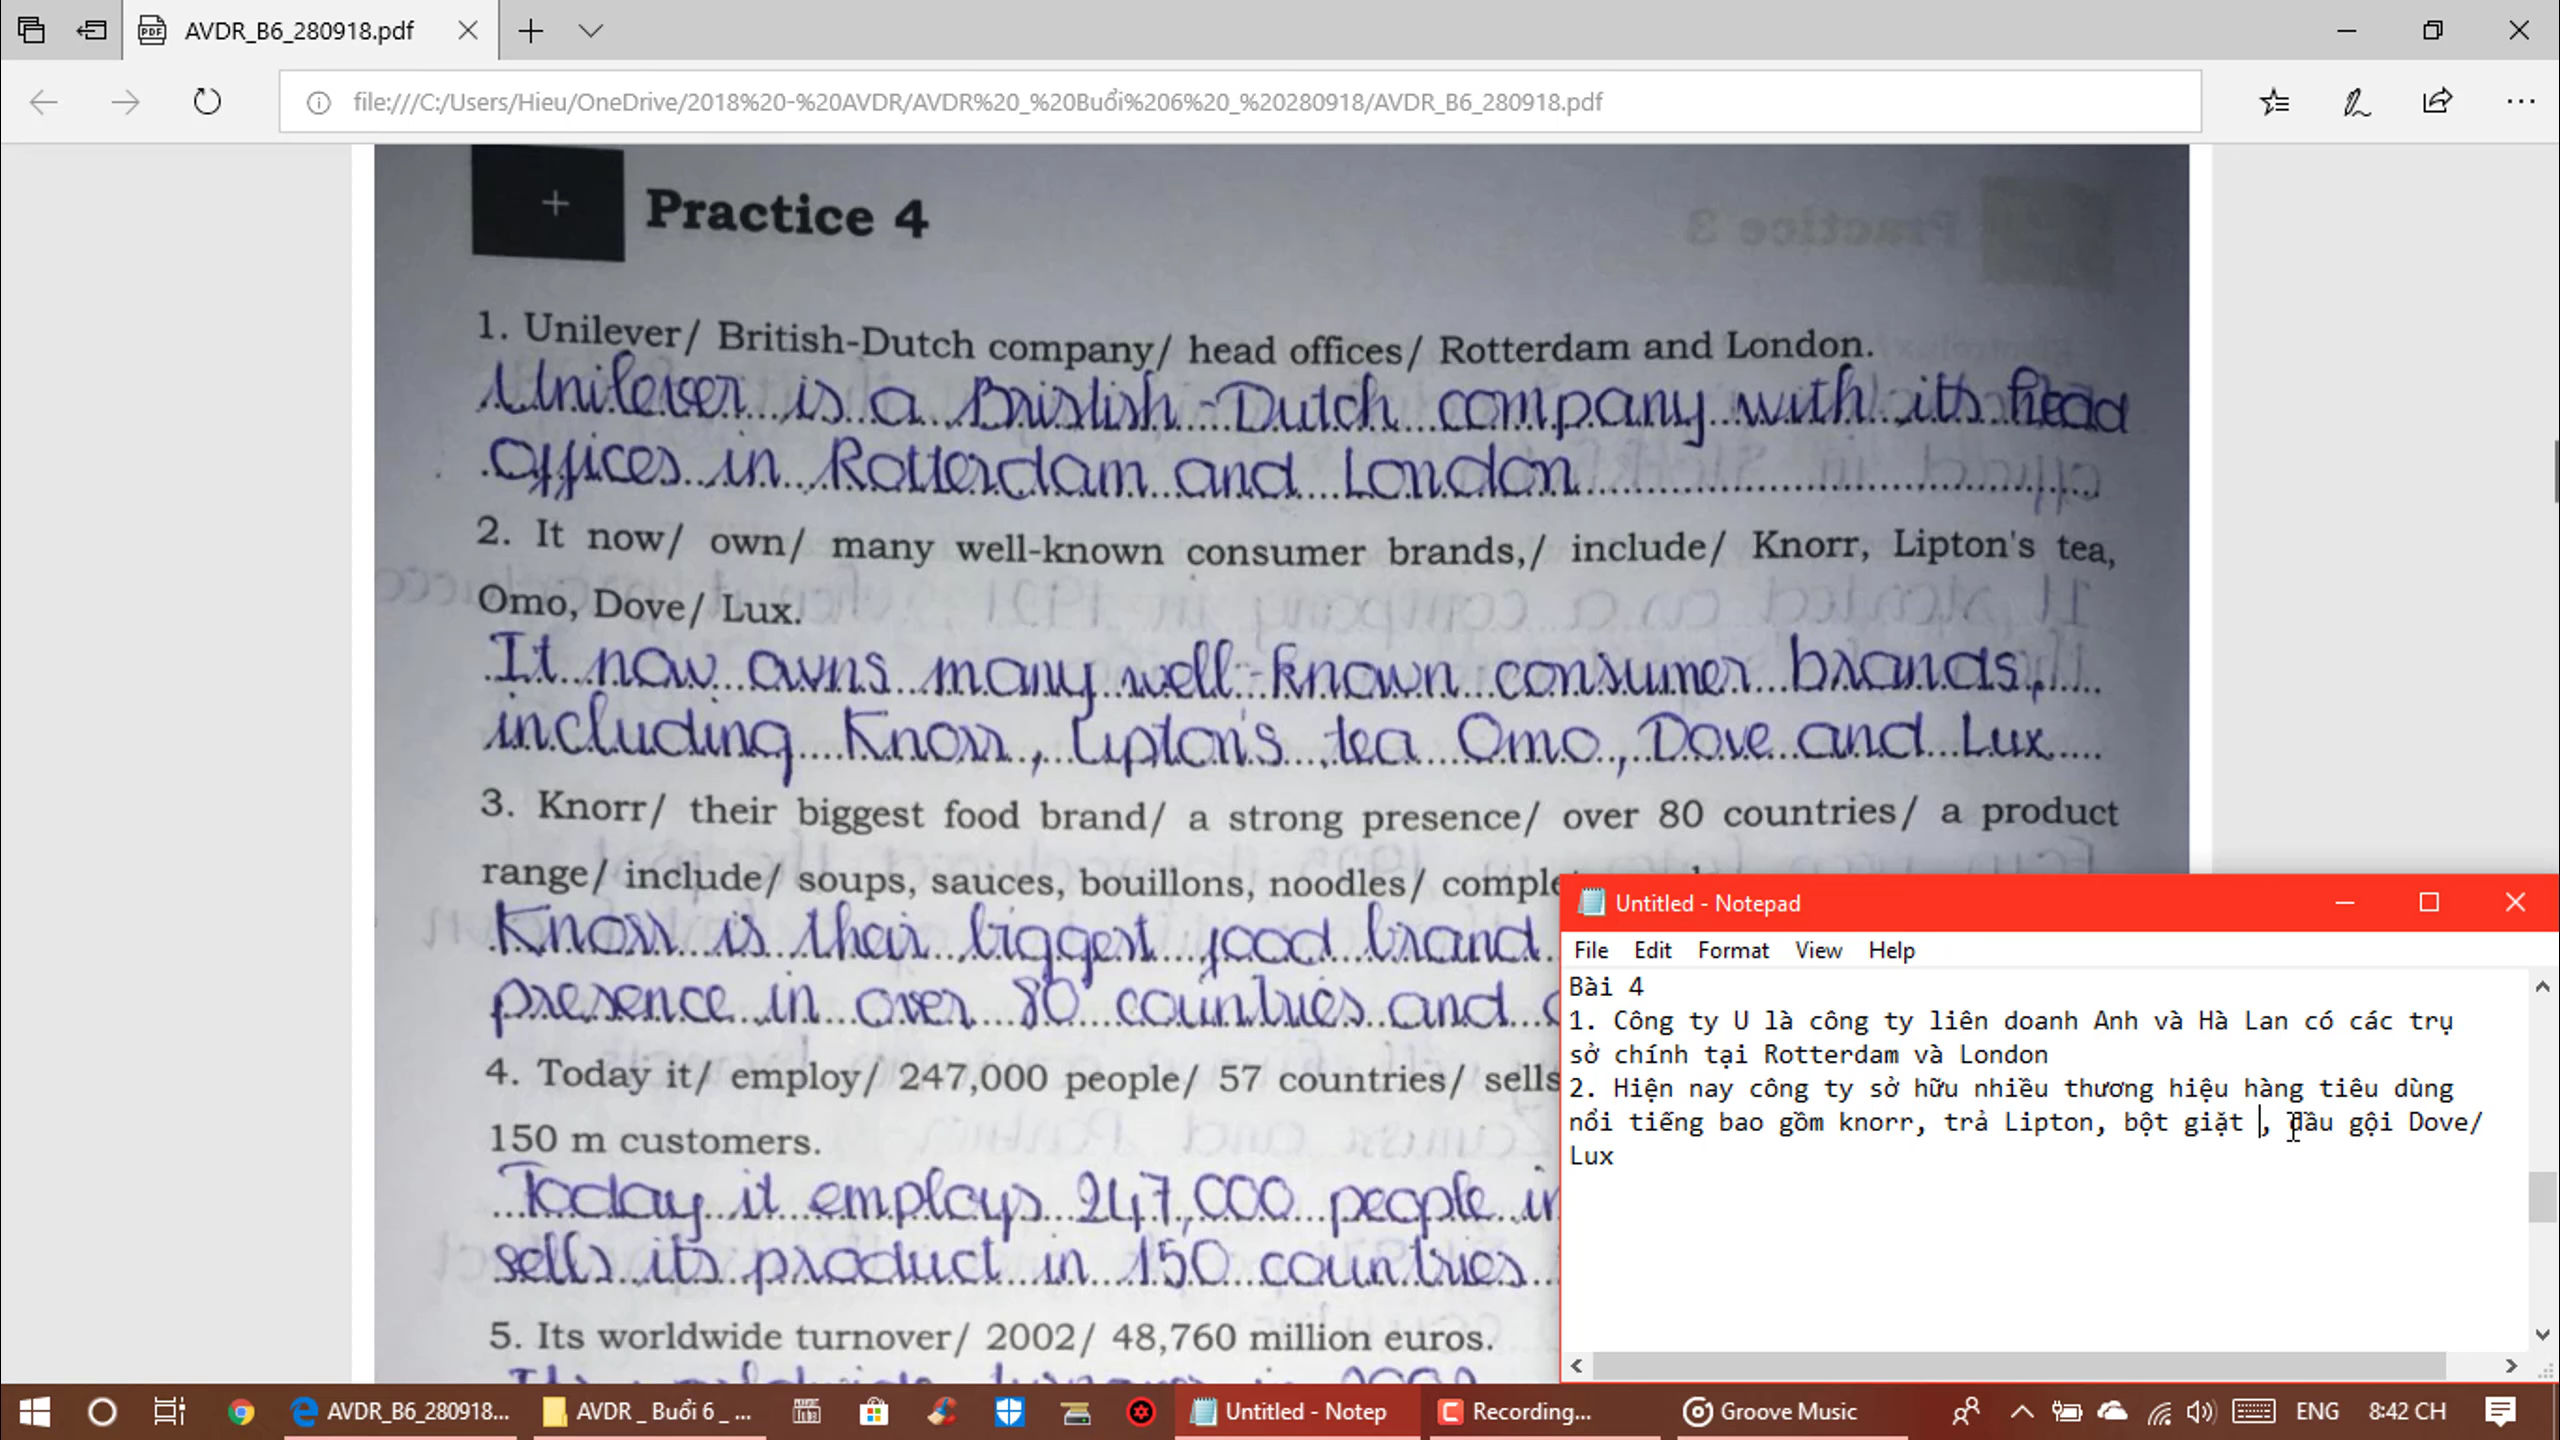 AVDR_B6_280918.pdf
file:///C:/Users/Hieu/OneDrive/2018%20-%20AVDR/AVDR%20_%20Buổi%206%20_%20280918/AVDR_B6_280918.pdf
Practice 4
1. Unilever/ British-Dutch company/ head offices/ Rotterdam and London.
Unilever is a Bristish-Dutch company with its head
offices in Rotterdam and London
2. It now/ own/ many well-known consumer brands,/ include/ Knorr, Lipton's tea,
Omo, Dove/ Lux.
It now owns many well-known consumer brands,
including Knorr, Lipton's tea Omo, Dove and Lux
3. Knorr/ their biggest food brand/ a strong presence/ over 80 countries/ a product
range/ include/ soups, sauces, bouillons, noodles/
Knorr is their biggest food brand
presence in over 80 countries and
4. Today it/ employ/ 247,000 people/ 57 countries/ sells
150 m customers.
Today it employs 247,000 people in
sells its product in 150 countries
5. Its worldwide turnover/ 2002/ 48,760 million euros.
Untitled - Notepad
File Edit Format View Help
Bài 4
1. Công ty U là công ty liên doanh Anh và Hà Lan có các trụ
sở chính tại Rotterdam và London
2. Hiện nay công ty sở hữu nhiều thương hiệu hàng tiêu dùng
nổi tiếng bao gồm knorr, trả Lipton, bột giặt , dầu gội Dove/
Lux
AVDR_B6_280918... AVDR _ Buổi 6 _ ... Untitled - Notep Recording... Groove Music ENG 8:42 CH